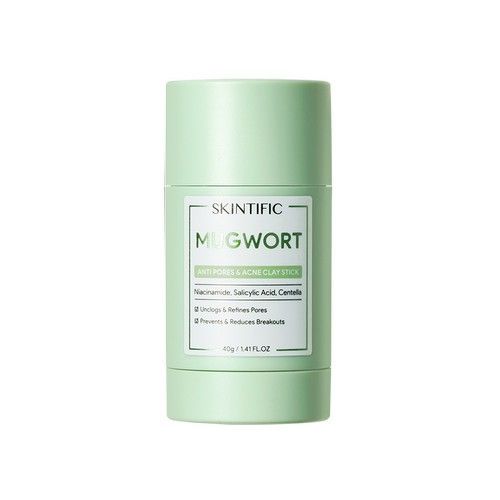 SKINTIFIC
MUGWORT
ANTI PORES & ACNE CLAY STICK
Niacinamide, Salicylic Acid, Centella
☑ Unclogs & Refines Pores
☑ Prevents & Reduces Breakouts
40g / 1.41 FL.OZ